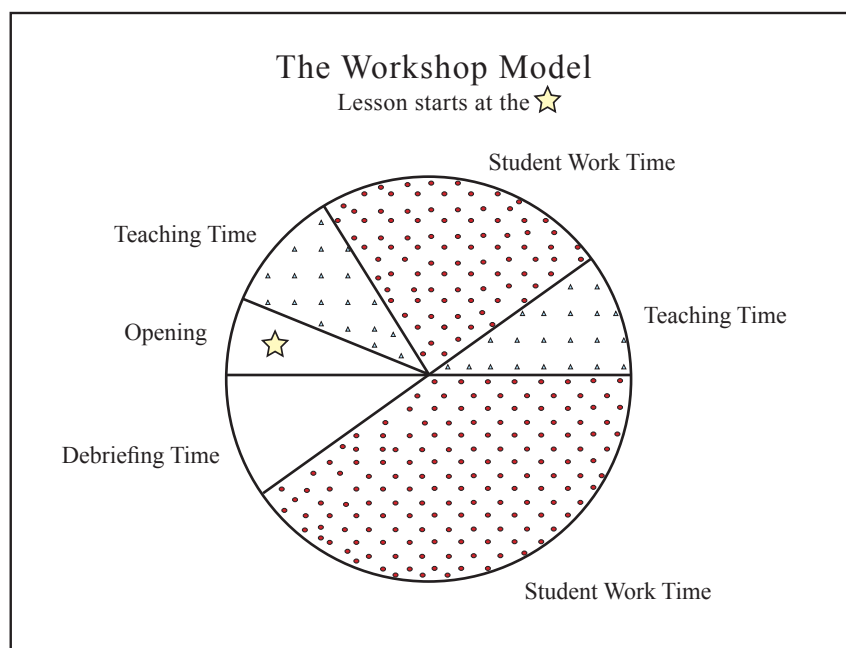 The Workshop Model
Lesson starts at the
Student Work Time
Teaching Time
Opening
Teaching Time
Debriefing Time
Student Work Time